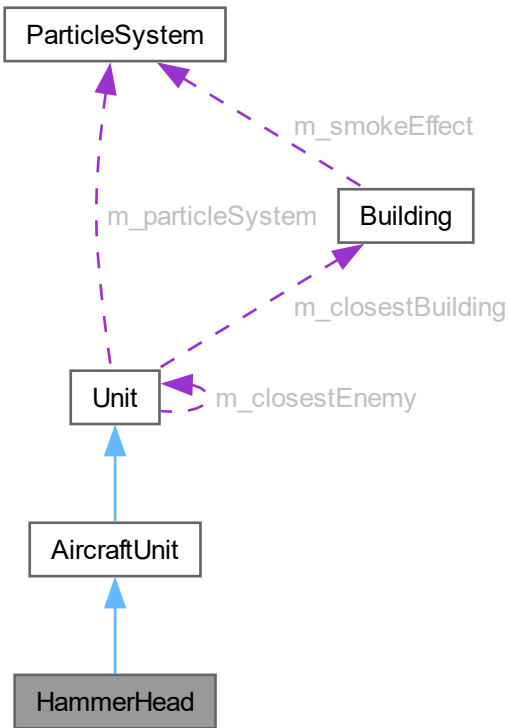 ParticleSystem
m_smokeEffect
Building
m_particleSystem
m_closestBuilding
Unit
m_closestEnemy
AircraftUnit
HammerHead